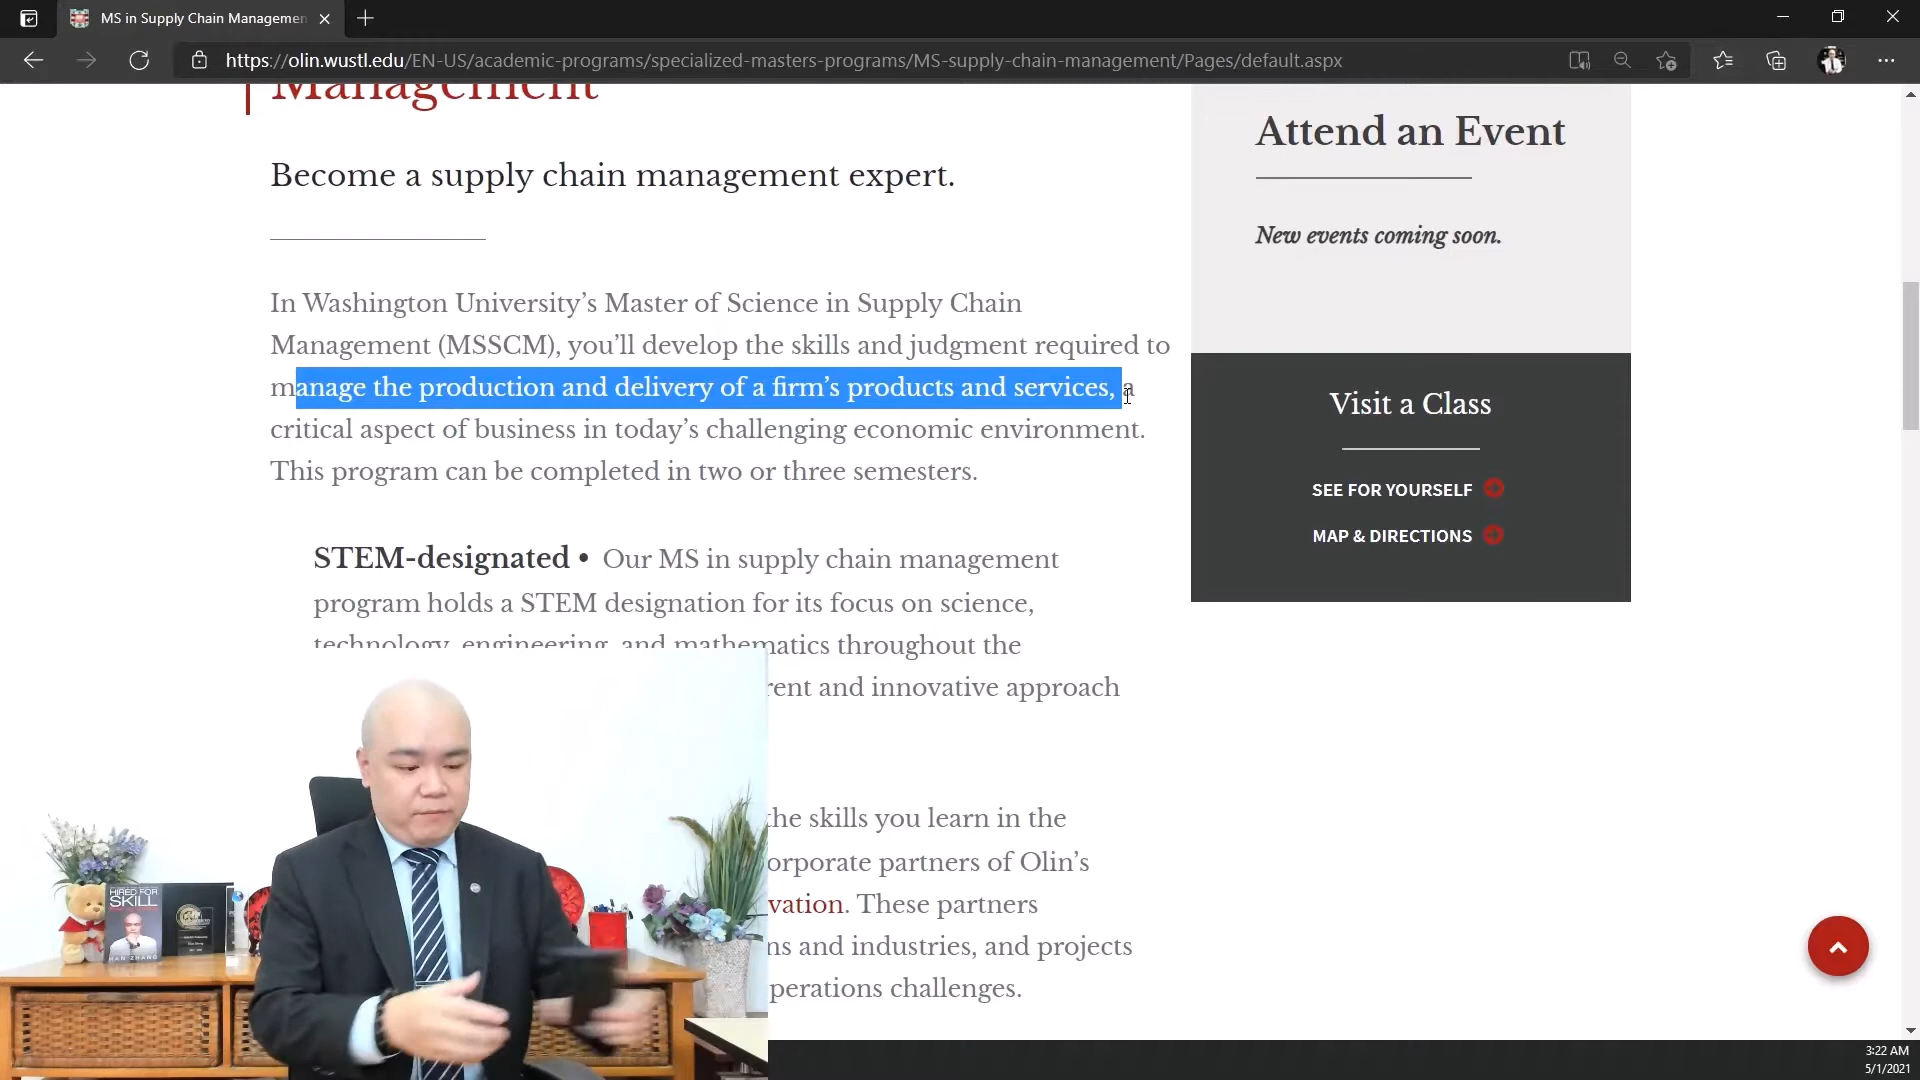 MS in Supply Chain Managemen
https://olin.wustl.edu/EN-US/academic-programs/specialized-masters-programs/MS-supply-chain-management/Pages/default.aspx
Management
Become a supply chain management expert.
In Washington University's Master of Science in Supply Chain
Management (MSSCM), you'll develop the skills and judgment required to
manage the production and delivery of a firm's products and services, a
critical aspect of business in today's challenging economic environment.
This program can be completed in two or three semesters.
STEM-designated • Our MS in supply chain management
program holds a STEM designation for its focus on science,
technology, engineering, and mathematics throughout the
rent and innovative approach
the skills you learn in the
orporate partners of Olin's
vation. These partners
ns and industries, and projects
perations challenges.
Attend an Event
New events coming soon.
Visit a Class
SEE FOR YOURSELF
MAP & DIRECTIONS
HIRED FOR
SKILL
HAN ZHANG
3:22 AM
5/1/2021